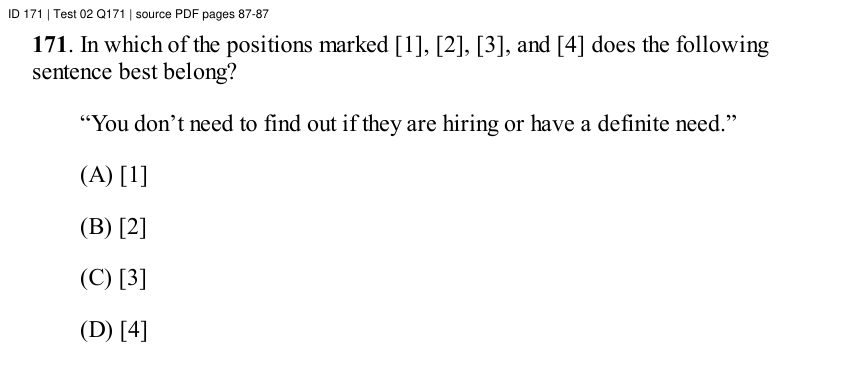 ID 171 | Test 02 Q171 | source PDF pages 87-87
171. In which of the positions marked [1], [2], [3], and [4] does the following
sentence best belong?
“You don’t need to find out if they are hiring or have a definite need.”
(A) [1]
(B) [2]
(C) [3]
(D) [4]